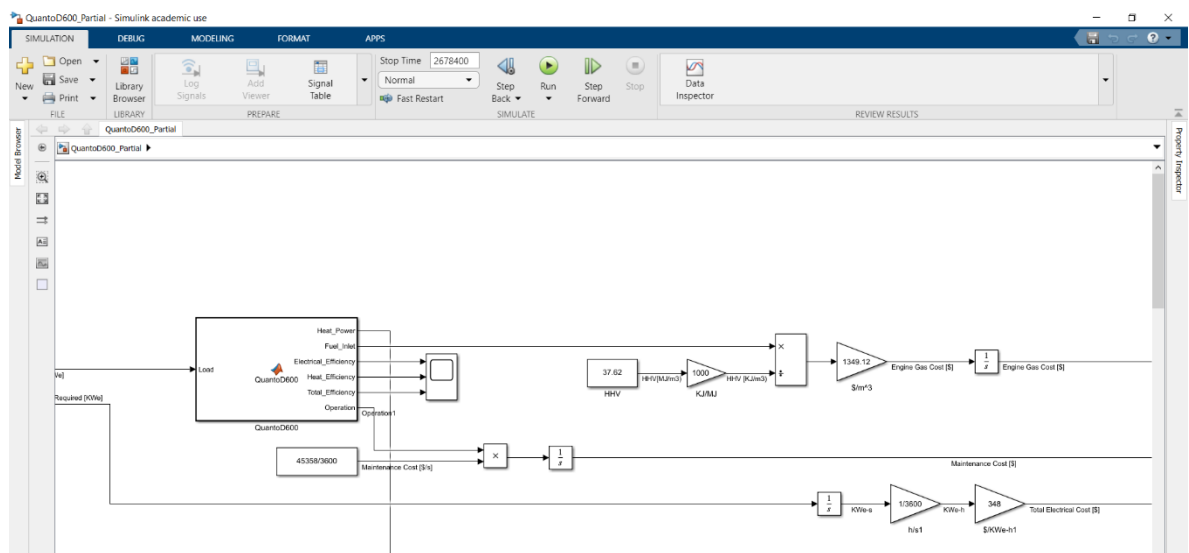 QuantoD600_Partial - Simulink academic use
SIMULATION DEBUG MODELING FORMAT APPS
New
Open
Save
Print
FILE
Library Browser
LIBRARY
Log Signals
Add Viewer
Signal Table
PREPARE
Stop Time 2678400
Normal
Fast Restart
Step Back
Run
Step Forward
Stop
SIMULATE
Data Inspector
REVIEW RESULTS
Model Browser
Property Inspector
QuantoD600_Partial
QuantoD600_Partial
Heat_Power
Fuel_Inlet
Electrical_Efficiency
Heat_Efficiency
Total_Efficiency
Operation
Load
QuantoD600
QuantoD600
Operation1
Required [KWe]
37.62
HHV
HHV[MJ/m3)
1000
KJ/MJ
HHV [KJ/m3)
×
÷
1349.12
$/m^3
Engine Gas Cost [$]
1
s
Engine Gas Cost [$]
45358/3600
Maintenance Cost [$/s]
×
1
s
Maintenance Cost [$]
1
s
KWe-s
1/3600
h/s1
KWe-h
348
$/KWe-h1
Total Electrical Cost [$]